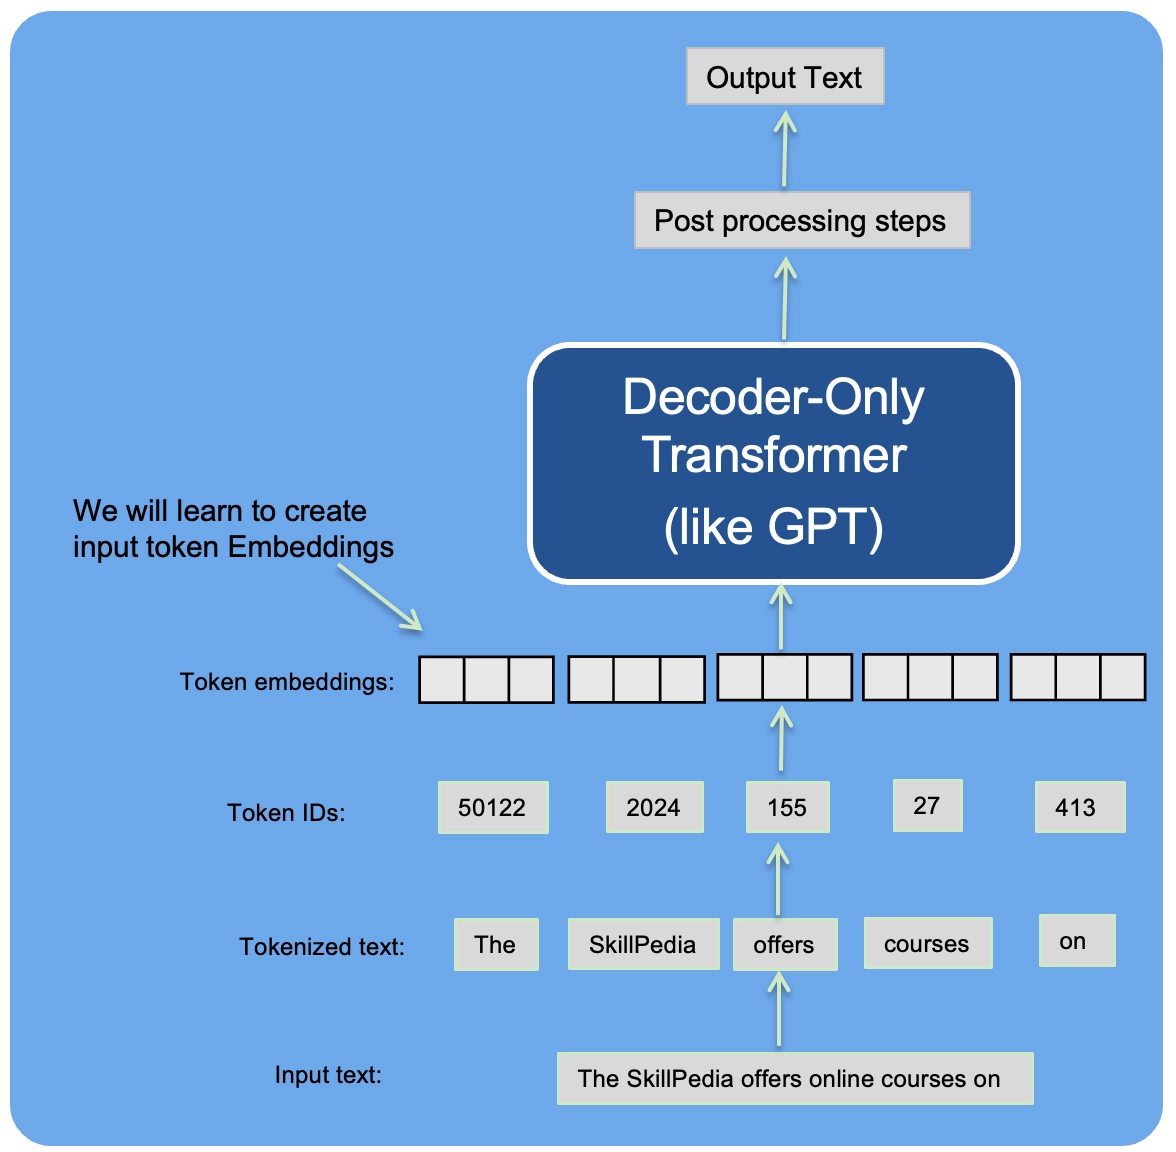 Output Text
Post processing steps
Decoder-Only
Transformer
(like GPT)
We will learn to create
input token Embeddings
Token embeddings:
Token IDs: 50122 2024 155 27 413
Tokenized text: The SkillPedia offers courses on
Input text: The SkillPedia offers online courses on